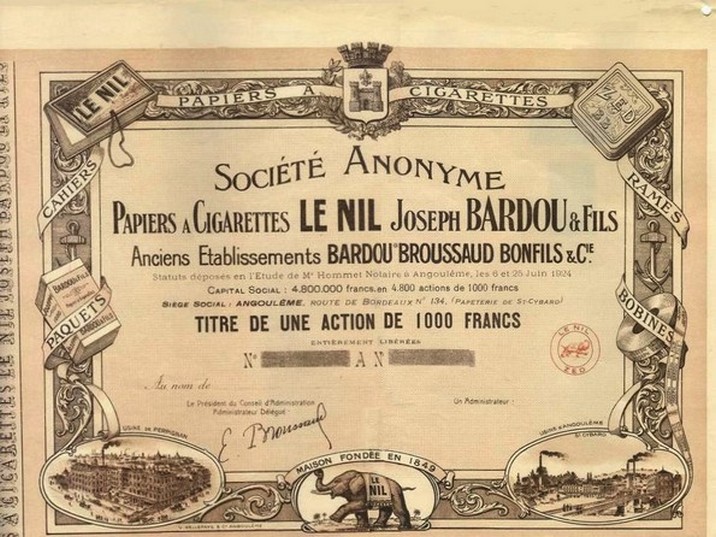 LE NIL
PAPIERS A CIGARETTES
ZED
CAHIERS
RAMES
SOCIÉTÉ ANONYME
PAPIERS A CIGARETTES LE NIL JOSEPH BARDOU & FILS
Anciens Etablissements BARDOU BROUSSAUD BONFILS & CIE.
Statuts déposés en l'Etude de Me Hommet Notaire à Angoulême, les 6 et 25 Juin 1924
CAPITAL SOCIAL : 4.800.000 francs. en 4.800 actions de 1000 francs
SIÈGE SOCIAL : ANGOULÊME, ROUTE DE BORDEAUX N° 134, (PAPETERIE DE ST-CYBARD)
TITRE DE UNE ACTION DE 1000 FRANCS
ENTIÈREMENT LIBÉRÉES
N° A N°
BARDOU & FILS
PAQUETS
BOBINES
LE NIL
ZED
Au nom de
Le Président du Conseil d'Administration
Administrateur Délégué
Un Administrateur :
E. Broussaud
USINE DE PERPIGNAN
USINE D'ANGOULÊME
ST CYBARD
MAISON FONDÉE EN 1849
LE
NIL
PAPIERS A CIGARETTES LE NIL JOSEPH BARDOU & FILS